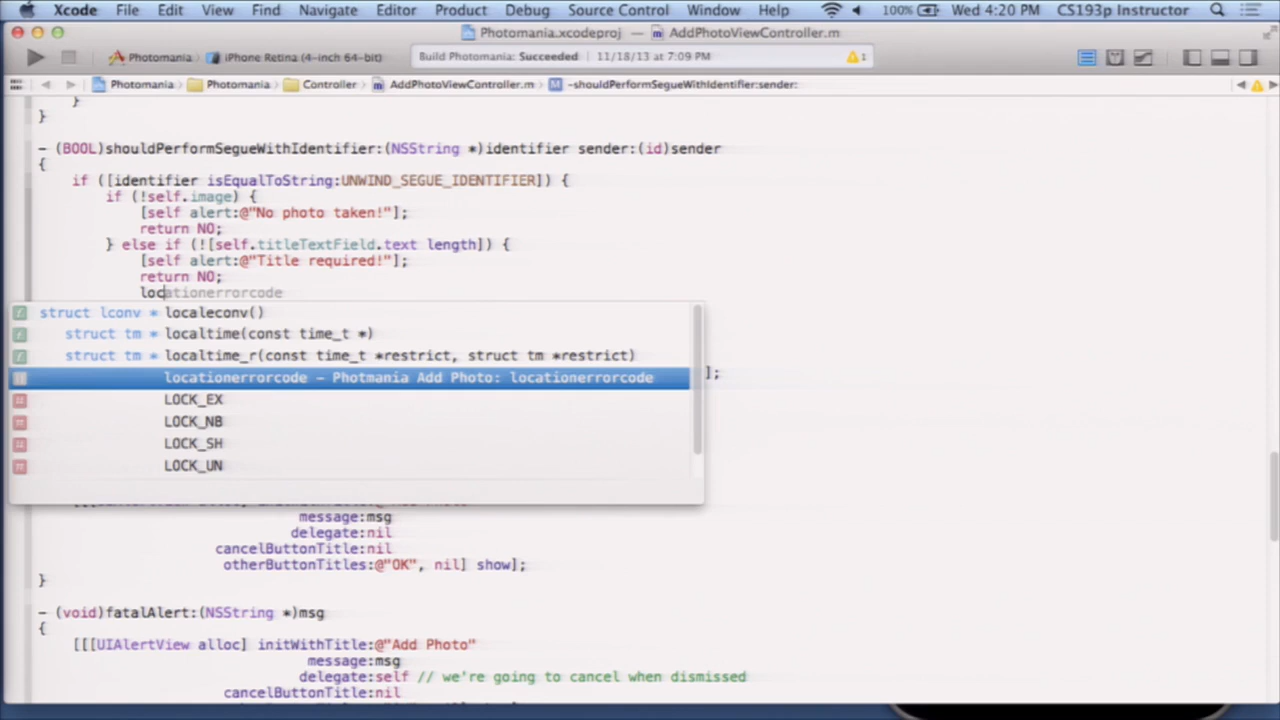 Xcode File Edit View Find Navigate Editor Product Debug Source Control Window Help 100% Wed 4:20 PM CS193p Instructor
Photomania.xcodeproj — AddPhotoViewController.m
Photomania iPhone Retina (4-inch 64-bit) Build Photomania: Succeeded 11/18/13 at 7:09 PM 1
Photomania Photomania Controller AddPhotoViewController.m -shouldPerformSegueWithIdentifier:sender:
}
}
- (BOOL)shouldPerformSegueWithIdentifier:(NSString *)identifier sender:(id)sender
{
if ([identifier isEqualToString:UNWIND_SEGUE_IDENTIFIER]) {
if (!self.image) {
[self alert:@"No photo taken!"];
return NO;
} else if (![self.titleTextField.text length]) {
[self alert:@"Title required!"];
return NO;
locationerrorcode
struct lconv * localeconv()
struct tm * localtime(const time_t *)
struct tm * localtime_r(const time_t *restrict, struct tm *restrict)
locationerrorcode – Photmania Add Photo: locationerrorcode ];
LOCK_EX
LOCK_NB
LOCK_SH
LOCK_UN
message:msg
delegate:nil
cancelButtonTitle:nil
otherButtonTitles:@"OK", nil] show];
}
- (void)fatalAlert:(NSString *)msg
{
[[[UIAlertView alloc] initWithTitle:@"Add Photo"
message:msg
delegate:self // we're going to cancel when dismissed
cancelButtonTitle:nil